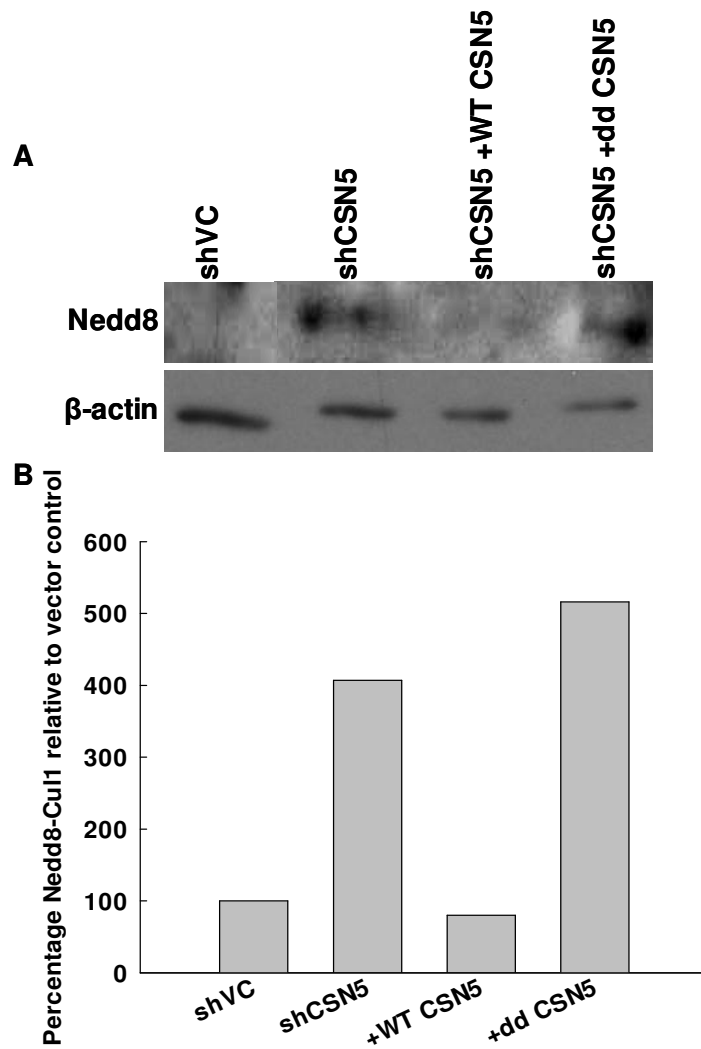 A
shVC
shCSN5
shCSN5 +WT CSN5
shCSN5 +dd CSN5
Nedd8
β-actin
B
Percentage Nedd8-Cul1 relative to vector control
600
500
400
300
200
100
0
shVC
shCSN5
+WT CSN5
+dd CSN5